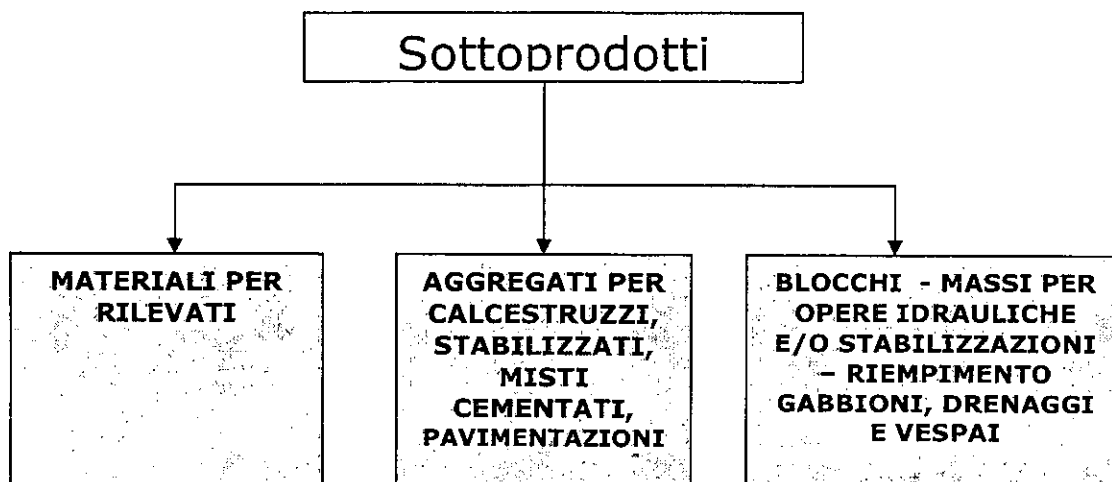 Sottoprodotti
MATERIALI PER
RILEVATI
AGGREGATI PER
CALCESTRUZZI,
STABILIZZATI,
MISTI
CEMENTATI,
PAVIMENTAZIONI
BLOCCHI - MASSI PER
OPERE IDRAULICHE
E/O STABILIZZAZIONI
– RIEMPIMENTO
GABBIONI, DRENAGGI
E VESPAI